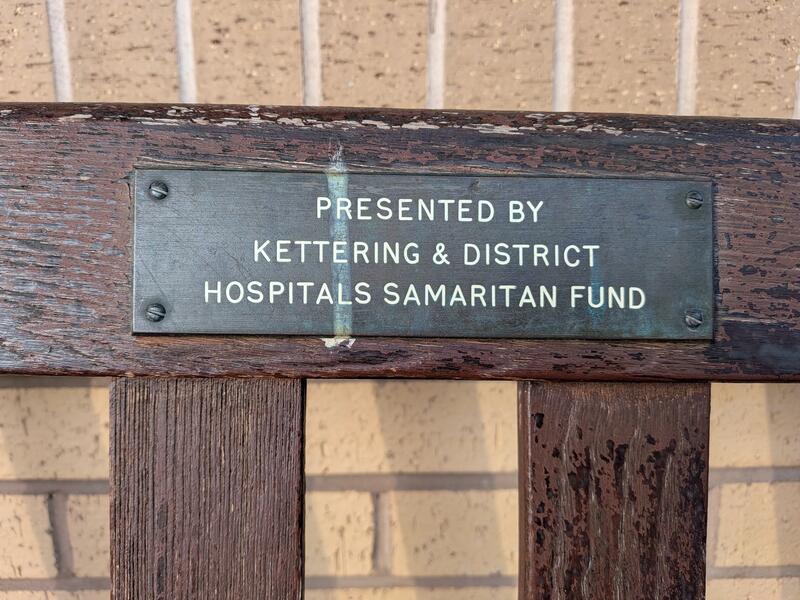 PRESENTED BY
KETTERING & DISTRICT
HOSPITALS SAMARITAN FUND